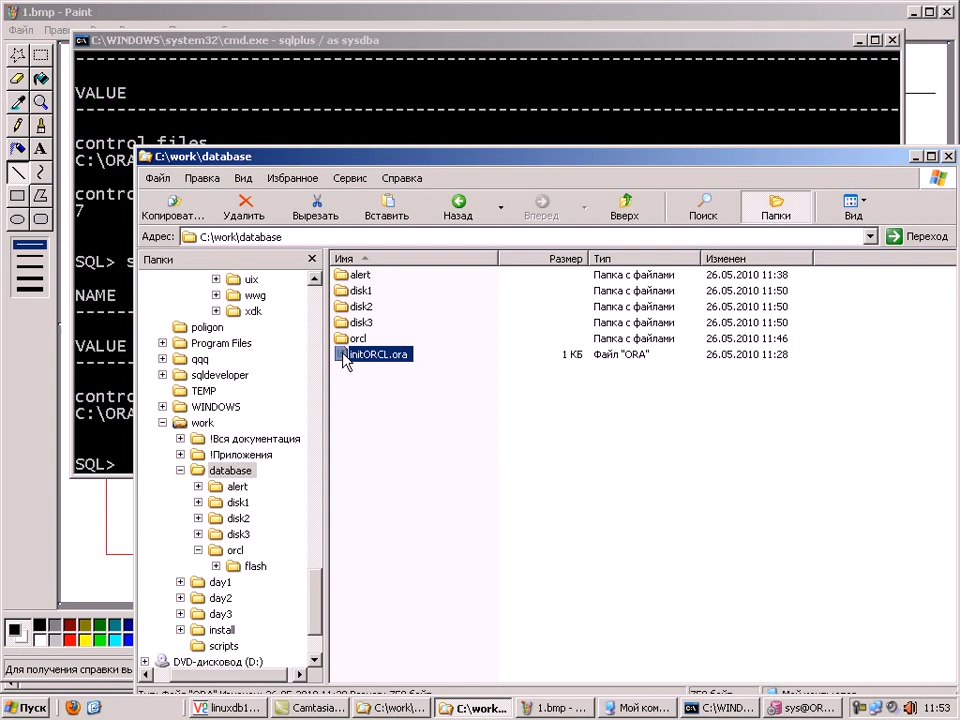 1.bmp - Paint
Файл
C:\WINDOWS\system32\cmd.exe - sqlplus / as sysdba
VALUE
control_files
C:\ORA
contr
7
SQL> s
NAME
VALUE
contr
C:\ORA
SQL>
C:\work\database
Файл Правка Вид Избранное Сервис Справка
Копироват... Удалить Вырезать Вставить Назад Вперед Вверх Поиск Папки Вид
Адрес: C:\work\database Переход
Папки
Имя Размер Тип Изменен
alert Папка с файлами 26.05.2010 11:38
disk1 Папка с файлами 26.05.2010 11:50
disk2 Папка с файлами 26.05.2010 11:50
disk3 Папка с файлами 26.05.2010 11:50
orcl Папка с файлами 26.05.2010 11:46
initORCL.ora 1 КБ Файл "ORA" 26.05.2010 11:28
uix
wwg
xdk
poligon
Program Files
qqq
sqldeveloper
TEMP
WINDOWS
work
!Вся документация
!Приложения
database
alert
disk1
disk2
disk3
orcl
flash
day1
day2
day3
install
scripts
DVD-дисковод (D:)
Для получения справки вы
Пуск linuxdb1... Camtasia... C:\work\... C:\work... 1.bmp - ... Мой ком... C:\WIND... sys@OR... 11:53